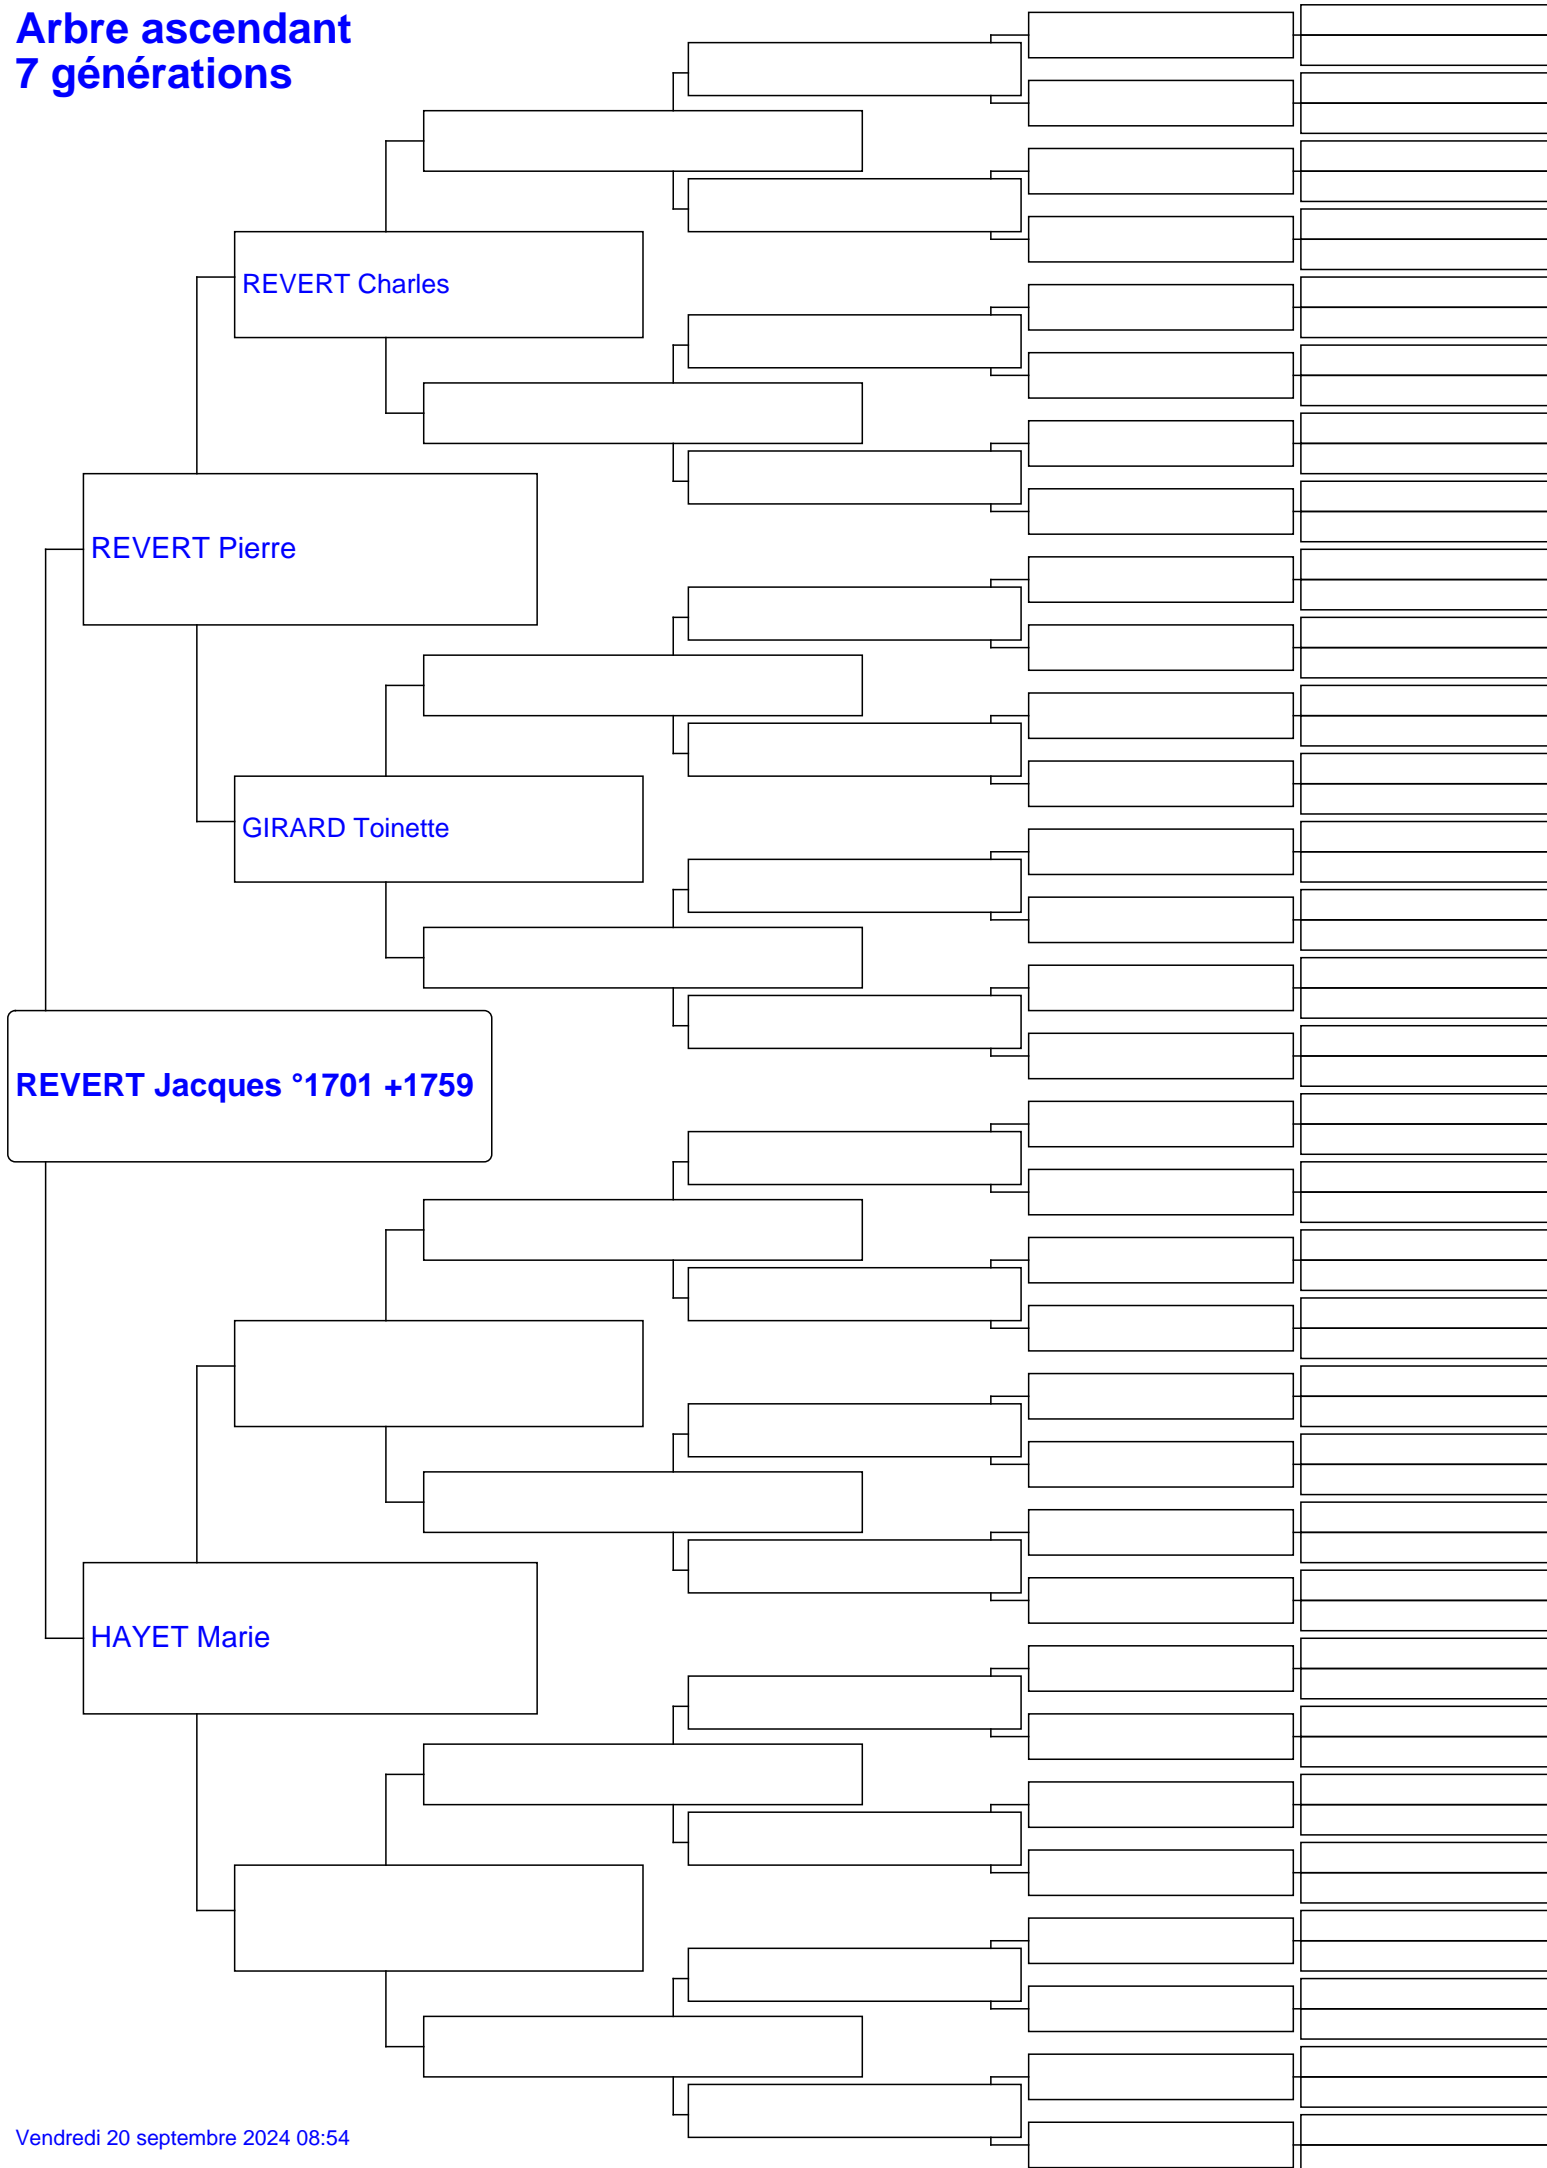 Arbre ascendant
7 générations
REVERT Charles
REVERT Pierre
GIRARD Toinette
REVERT Jacques °1701 +1759
HAYET Marie
Vendredi 20 septembre 2024 08:54